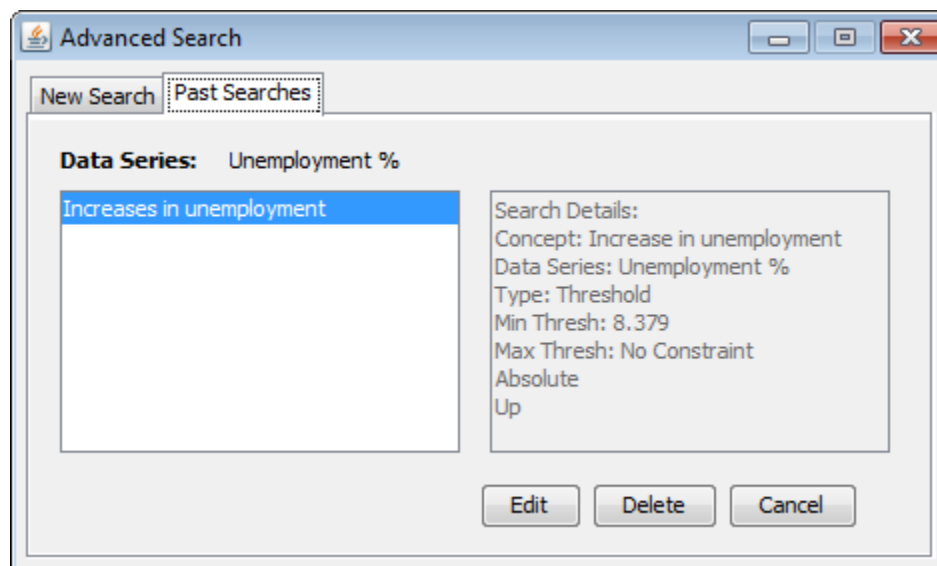 Advanced Search
New Search Past Searches
Data Series: Unemployment %
Increases in unemployment
Search Details:
Concept: Increase in unemployment
Data Series: Unemployment %
Type: Threshold
Min Thresh: 8.379
Max Thresh: No Constraint
Absolute
Up
Edit Delete Cancel